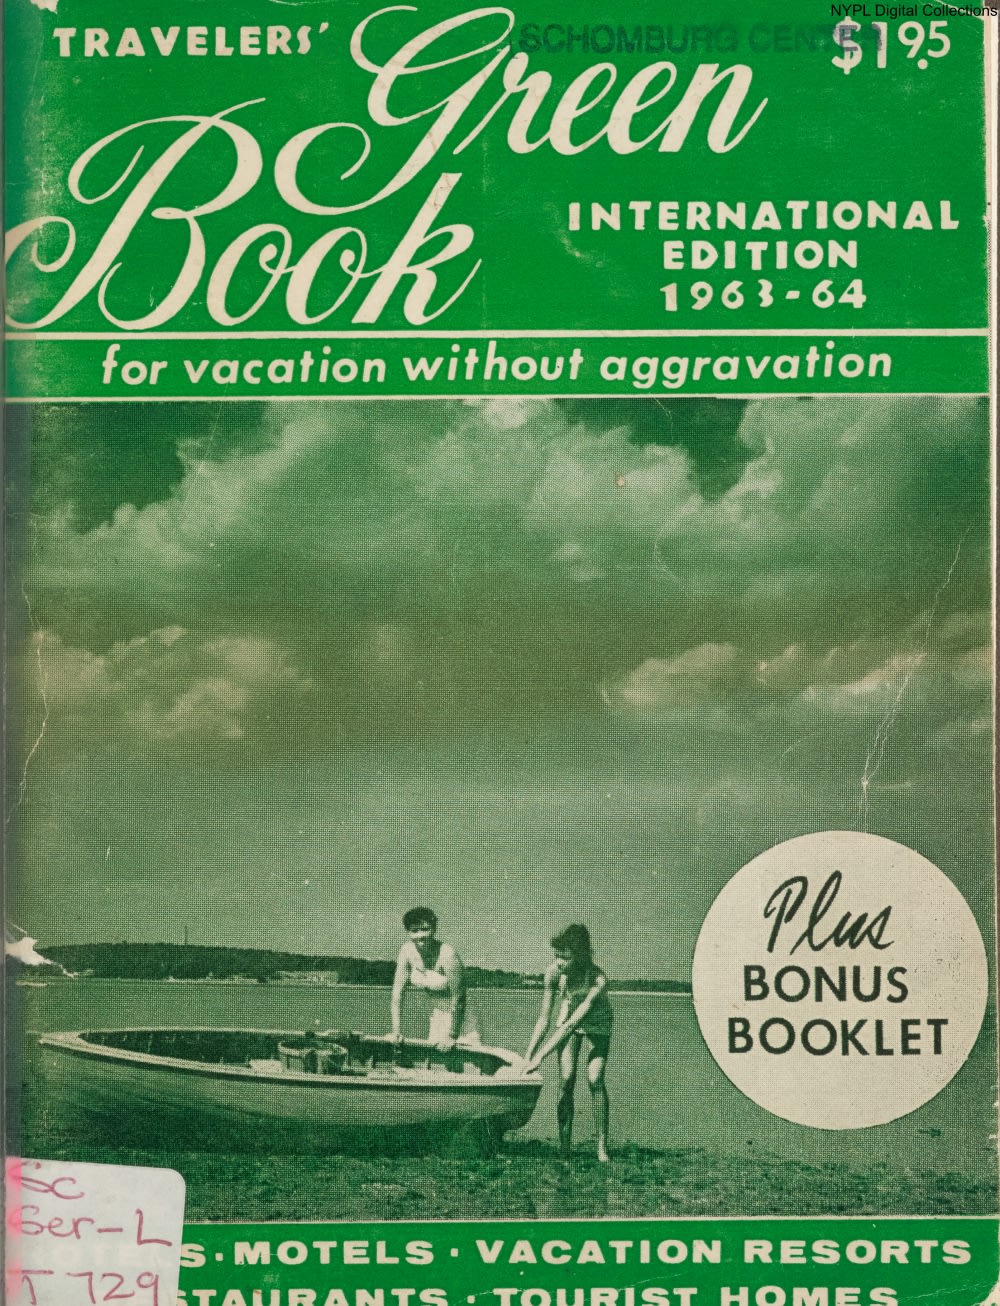 NYPL Digital Collections
TRAVELERS'
SCHOMBURG CENTER
$1.95
Green
Book
INTERNATIONAL
EDITION
1963-64
for vacation without aggravation
Plus
BONUS
BOOKLET
Sc
Ser-L
T 729
S · MOTELS · VACATION RESORTS
STAURANTS · TOURIST HOMES